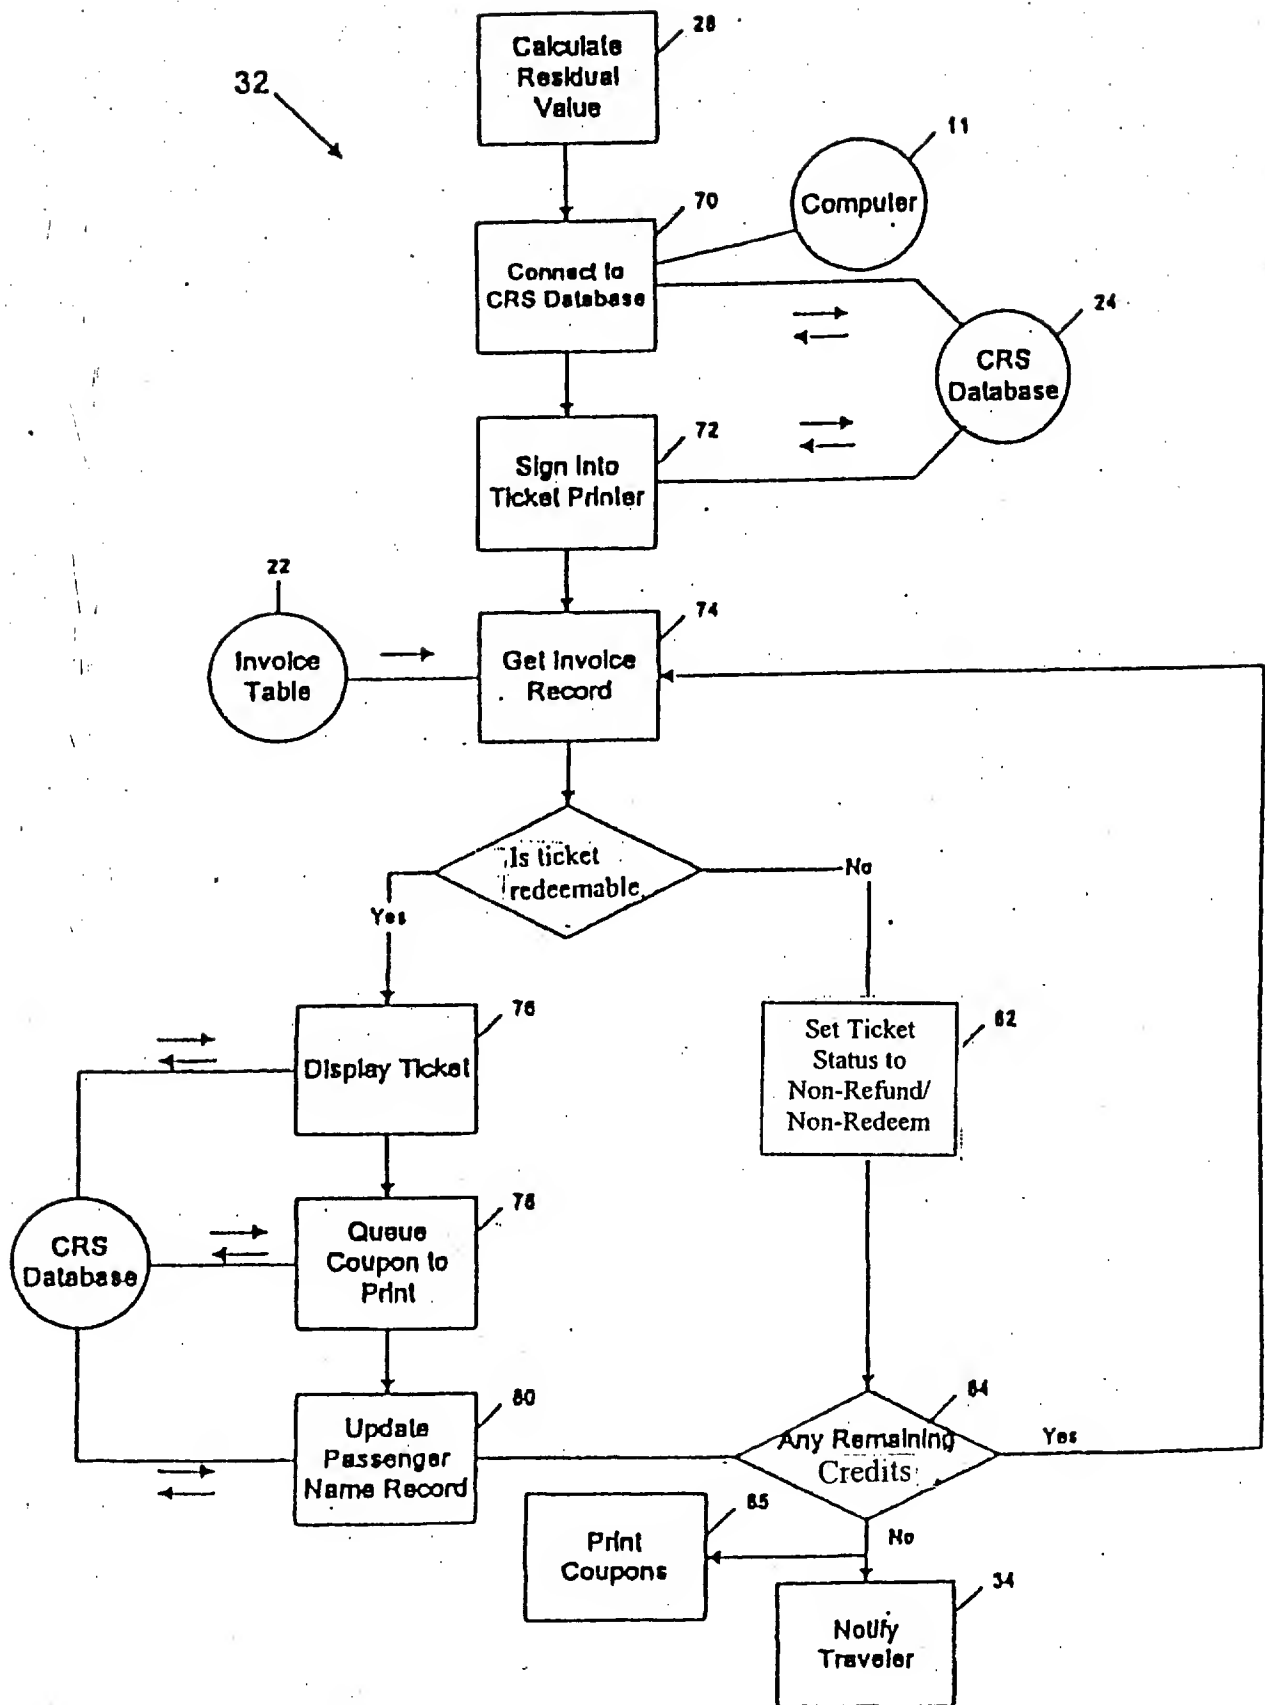 28
Calculate
Residual
Value
32
11
Computer
70
Connect to
CRS Database
24
CRS
Database
72
Sign Into
Ticket Printer
22
Invoice
Table
74
Get Invoice
Record
Is ticket
redeemable
No
Yes
76
Display Ticket
82
Set Ticket
Status to
Non-Refund/
Non-Redeem
CRS
Database
78
Queue
Coupon to
Print
80
Update
Passenger
Name Record
84
Any Remaining
Credits
Yes
No
85
Print
Coupons
34
Notify
Traveler